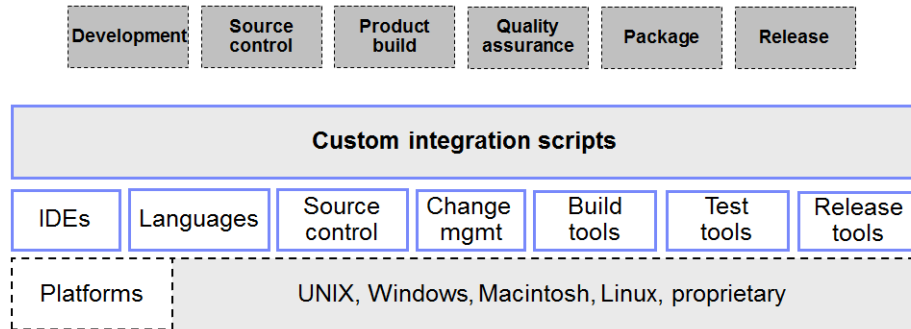 Development
Source
control
Product
build
Quality
assurance
Package
Release
Custom integration scripts
IDEs
Languages
Source
control
Change
mgmt
Build
tools
Test
tools
Release
tools
Platforms
UNIX, Windows, Macintosh, Linux, proprietary